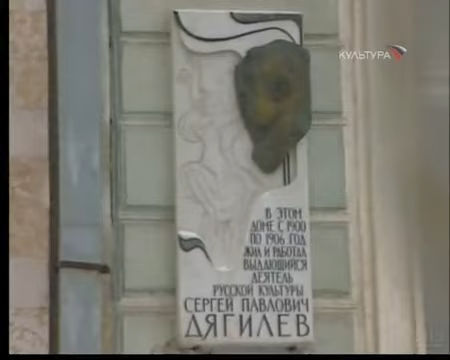 КУЛЬТУРА
В ЭТОМ
ДОМЕ С 1900
ПО 1906 ГОД
ЖИЛ И РАБОТАЛ
ВЫДАЮЩИЙСЯ
ДЕЯТЕЛЬ
РУССКОЙ КУЛЬТУРЫ
СЕРГЕЙ ПАВЛОВИЧ
ДЯГИЛЕВ